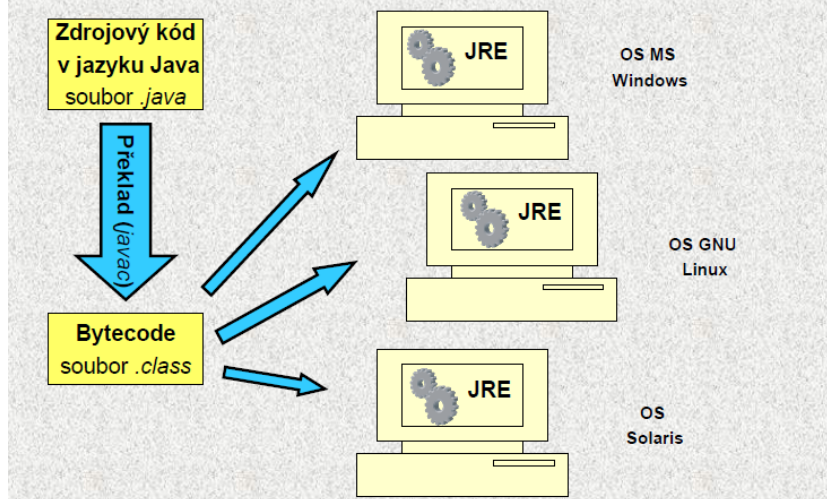 Zdrojový kód
v jazyku Java
soubor .java
Překlad (javac)
Bytecode
soubor .class
JRE
OS MS
Windows
JRE
OS GNU
Linux
JRE
OS
Solaris